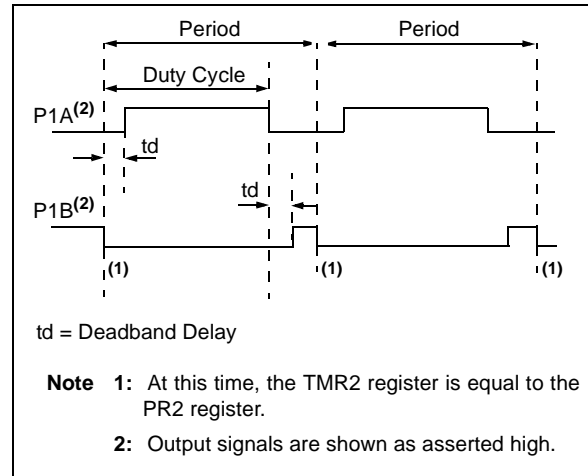 Period Period
Duty Cycle
P1A(2)
td
td
P1B(2)
(1) (1) (1)
td = Deadband Delay
Note 1: At this time, the TMR2 register is equal to the
PR2 register.
2: Output signals are shown as asserted high.